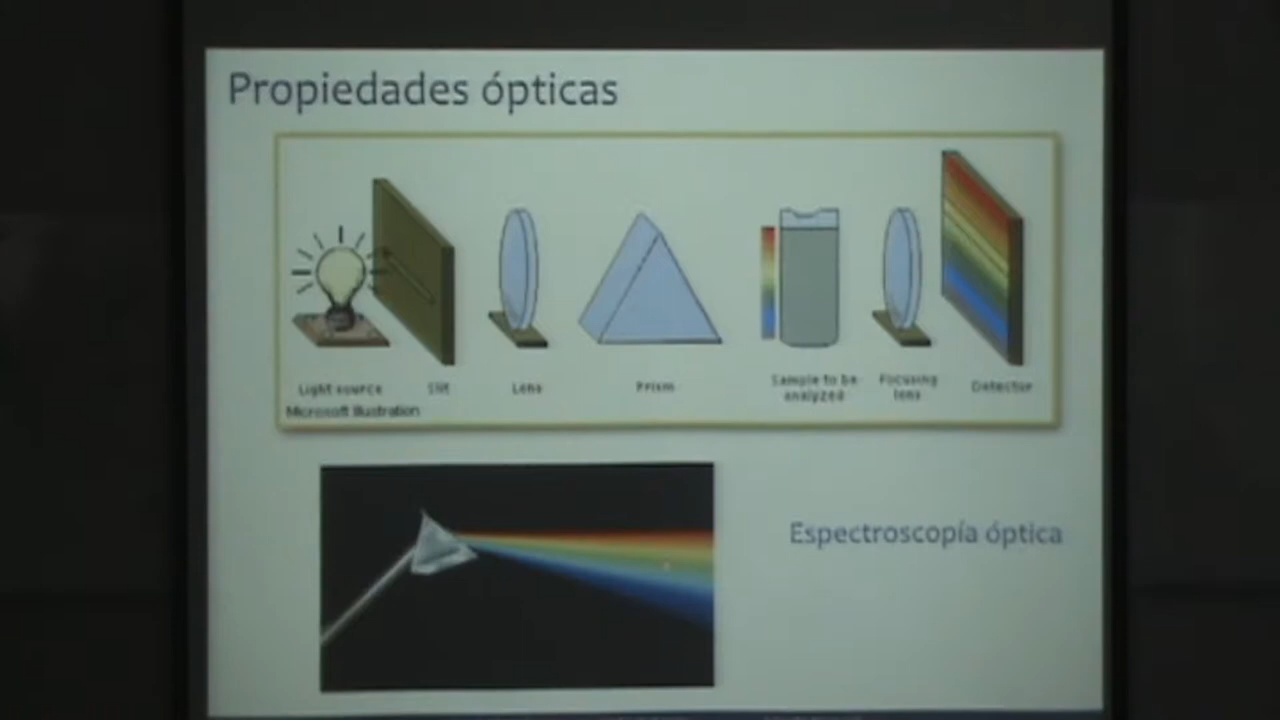 Propiedades ópticas
Light source
Slit
Lens
Prism
Sample to be
analyzed
Focusing
lens
Detector
Microsoft Illustration
Espectroscopía óptica